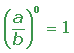 (a/b)⁰ = 1